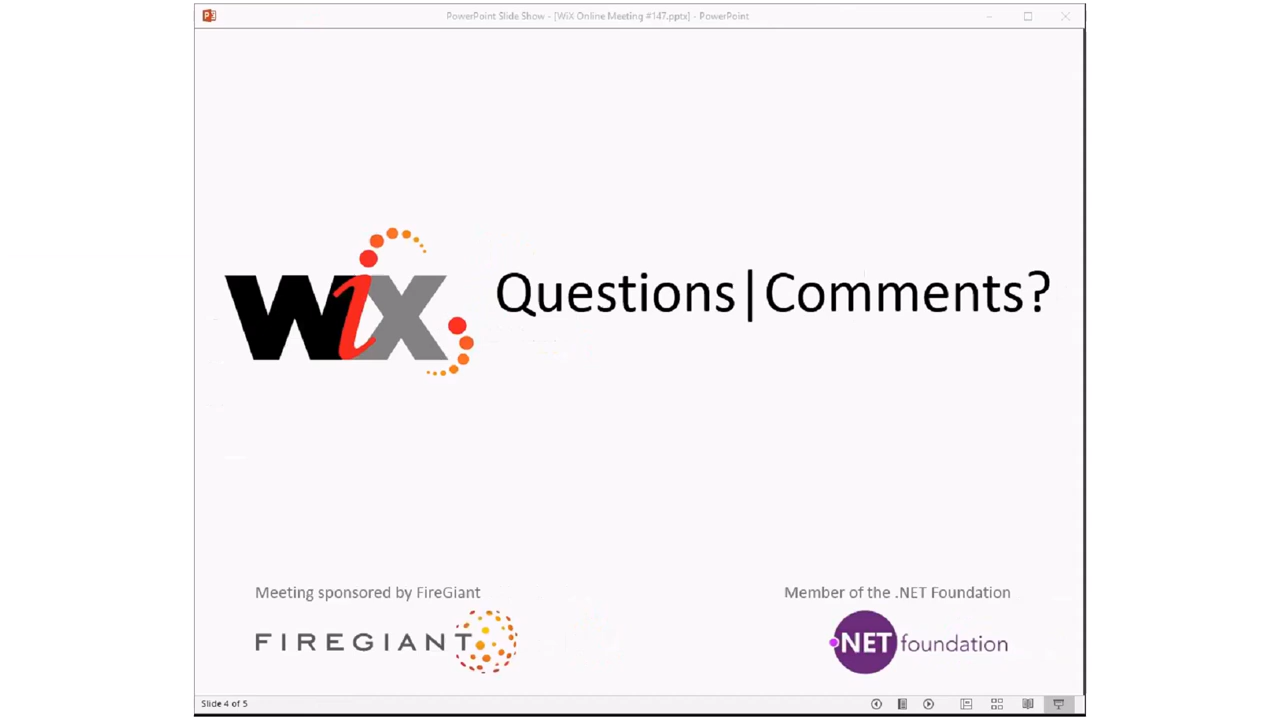 PowerPoint Slide Show - [WiX Online Meeting #147.pptx] - PowerPoint
WiX
Questions|Comments?
Meeting sponsored by FireGiant
Member of the .NET Foundation
FIREGIANT
.NET foundation
Slide 4 of 5